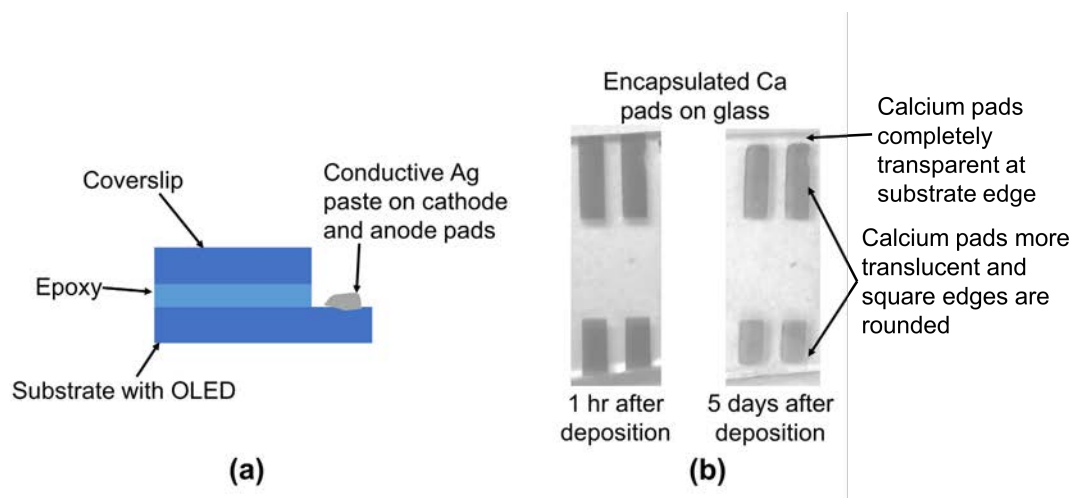 Coverslip
Epoxy
Substrate with OLED
Conductive Ag
paste on cathode
and anode pads
(a)
Encapsulated Ca
pads on glass
1 hr after
deposition
5 days after
deposition
(b)
Calcium pads
completely
transparent at
substrate edge
Calcium pads more
translucent and
square edges are
rounded